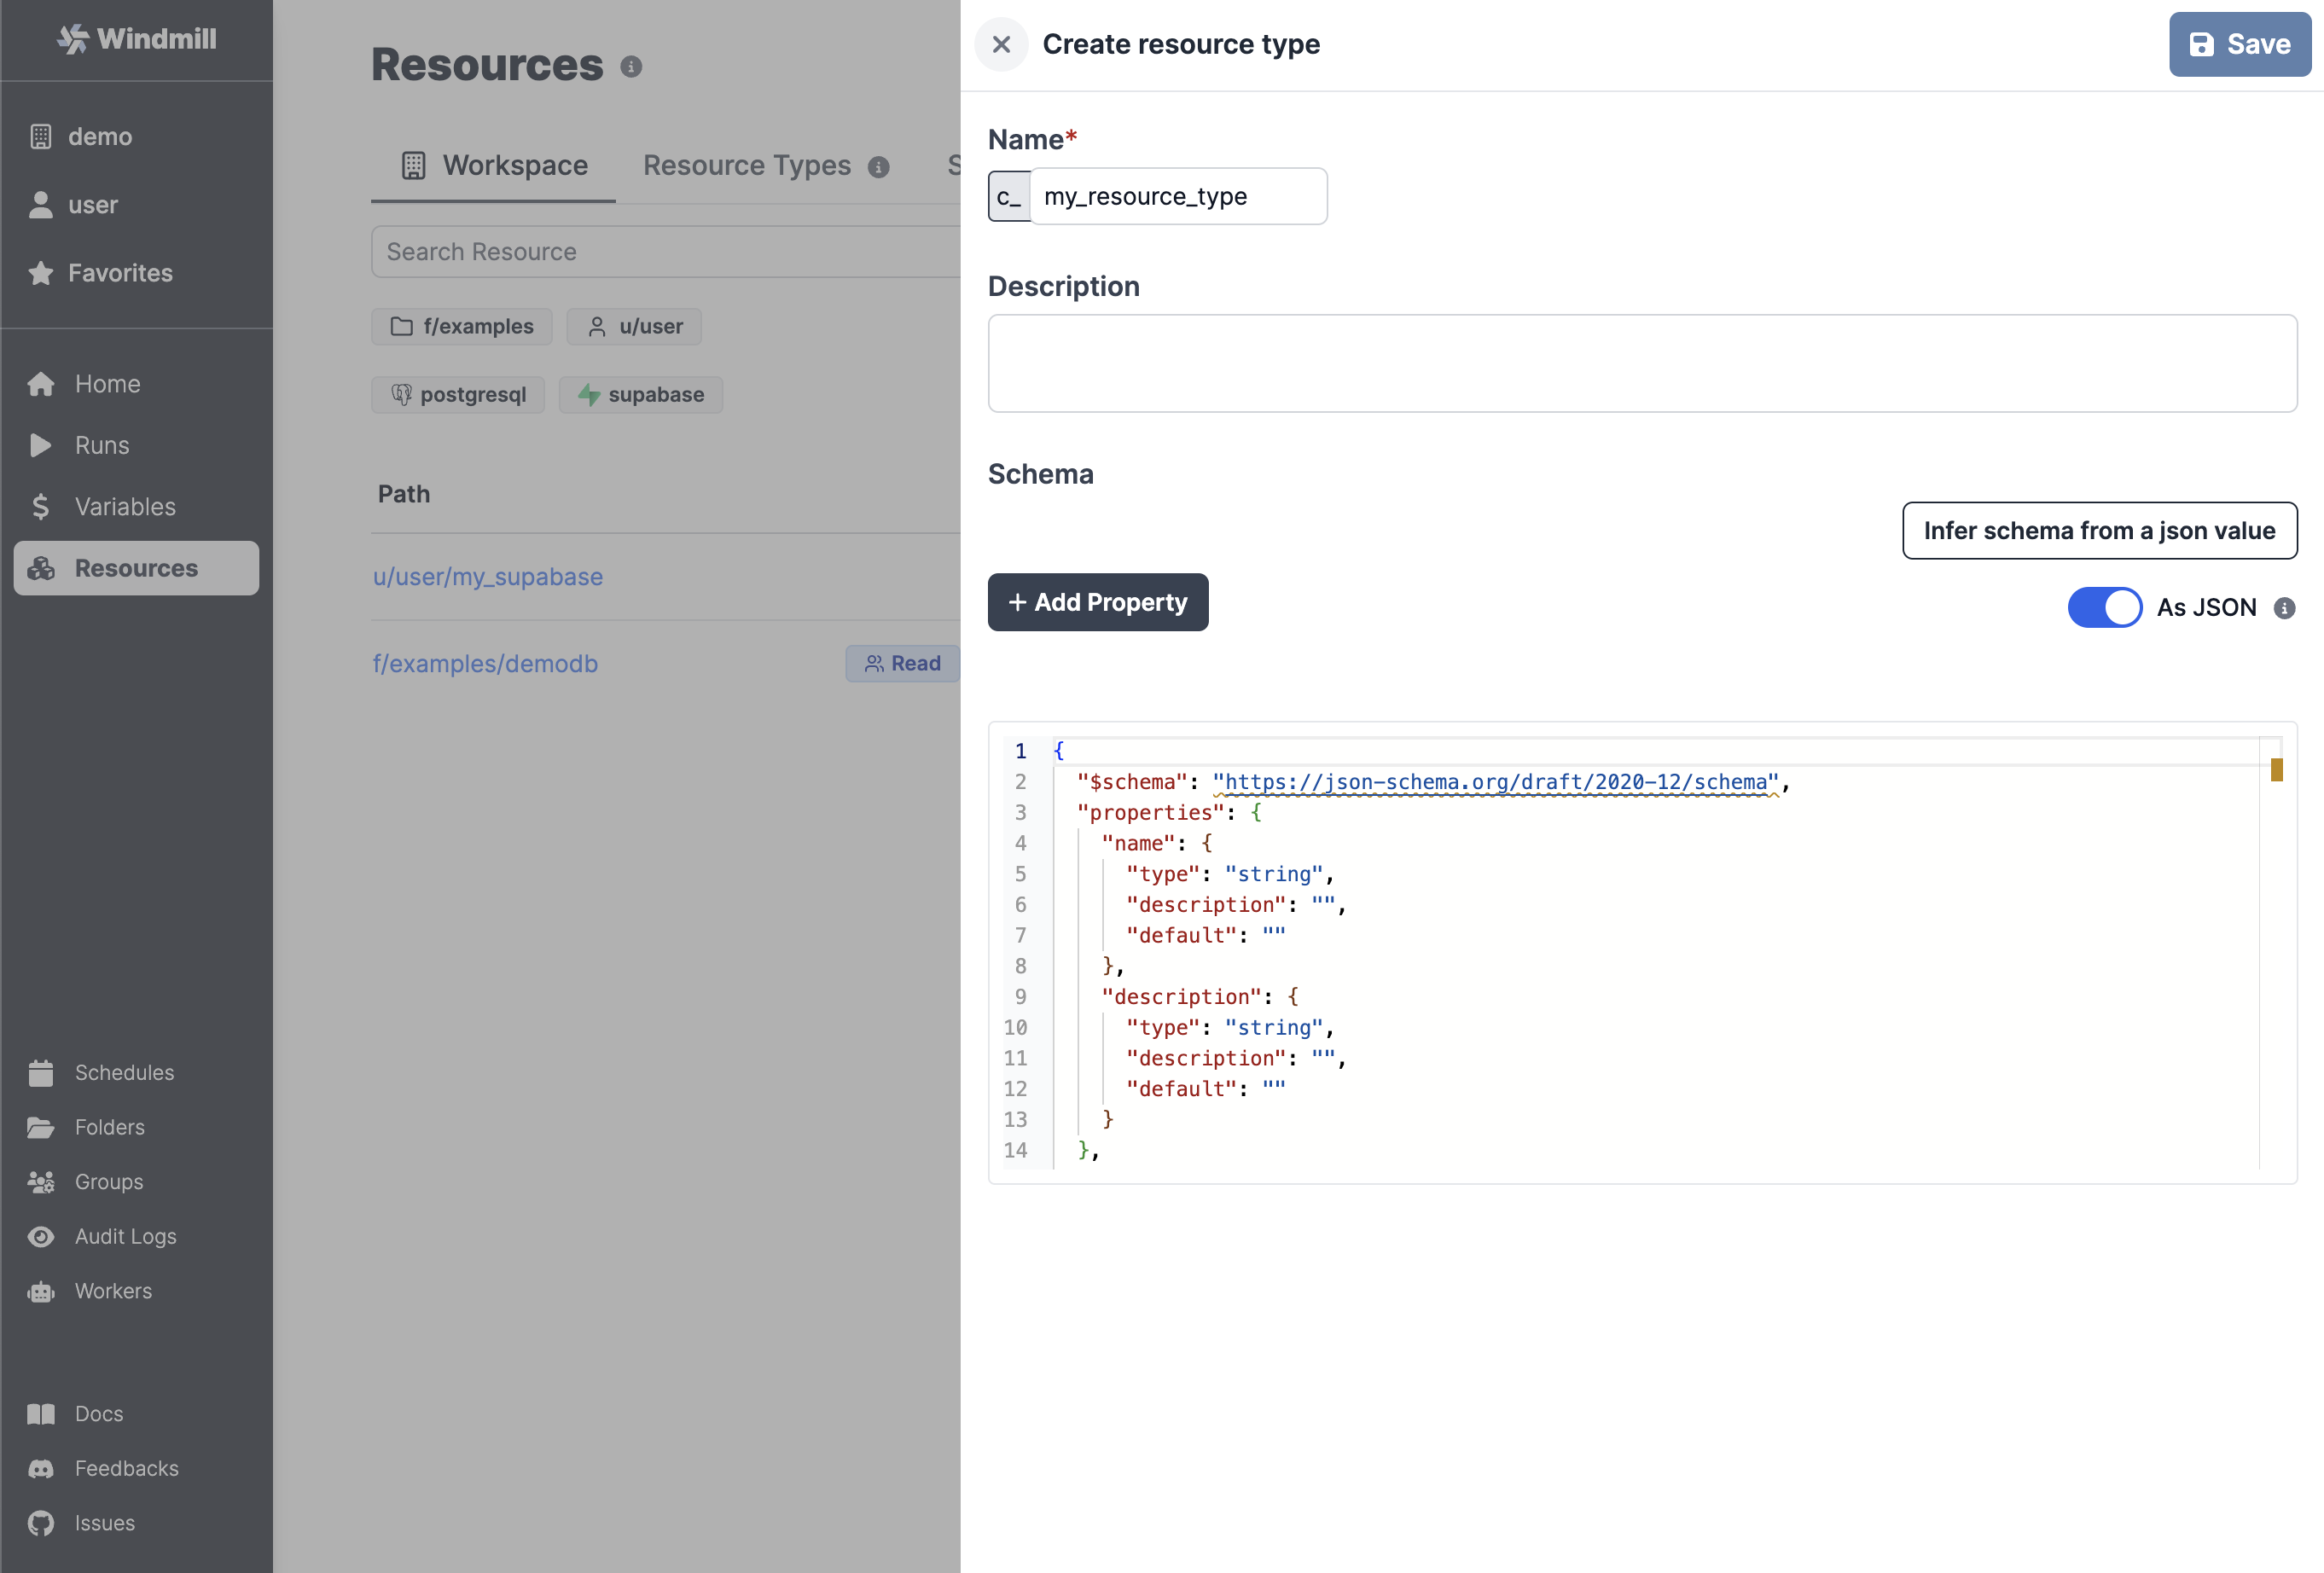 Windmill
demo
user
Favorites
Home
Runs
Variables
Resources
Schedules
Folders
Groups
Audit Logs
Workers
Docs
Feedbacks
Issues
Resources
Workspace
Resource Types
S
Search Resource
f/examples
u/user
postgresql
supabase
Path
u/user/my_supabase
f/examples/demodb
Read
Create resource type
Save
Name*
c_
my_resource_type
Description
Schema
Infer schema from a json value
+ Add Property
As JSON
1 {
2 "$schema": "https://json-schema.org/draft/2020-12/schema",
3 "properties": {
4 "name": {
5 "type": "string",
6 "description": "",
7 "default": ""
8 },
9 "description": {
10 "type": "string",
11 "description": "",
12 "default": ""
13 }
14 },